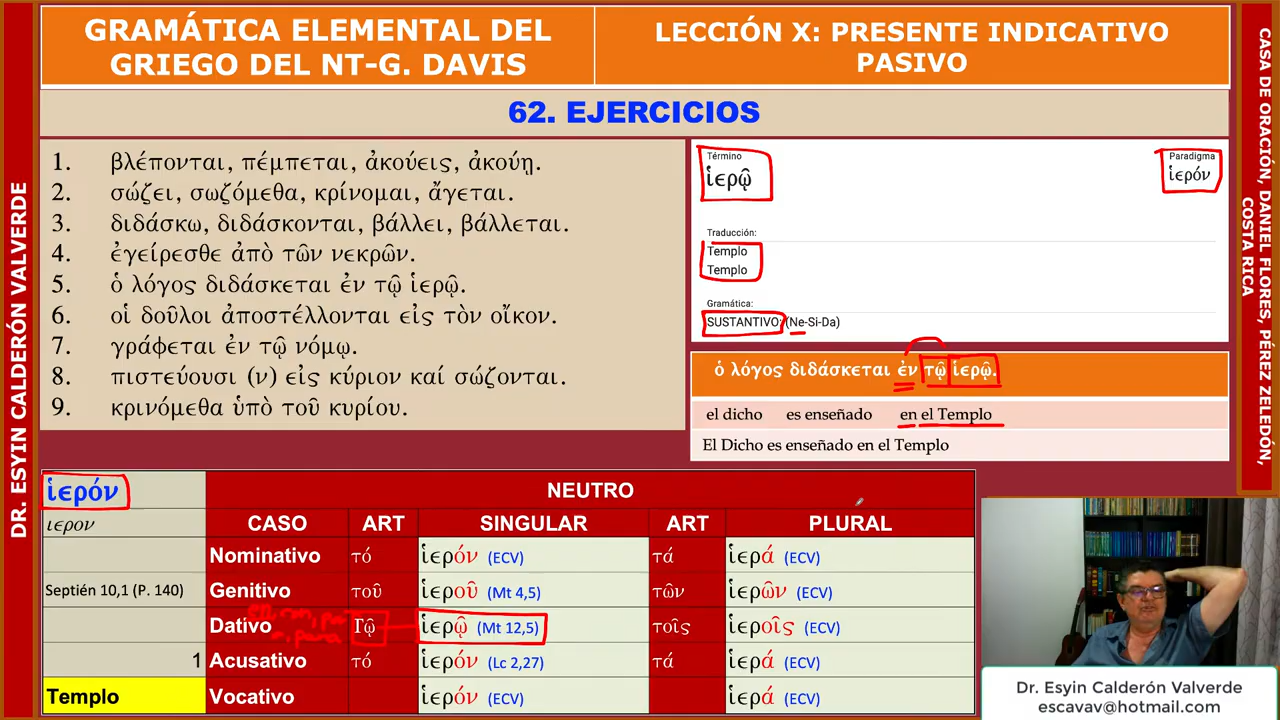 GRAMÁTICA ELEMENTAL DEL
GRIEGO DEL NT-G. DAVIS
LECCIÓN X: PRESENTE INDICATIVO
PASIVO
62. EJERCICIOS
1. βλέπονται, πέμπεται, ἀκούεις, ἀκούῃ.
2. σώζει, σωζόμεθα, κρίνομαι, ἄγεται.
3. διδάσκω, διδάσκονται, βάλλει, βάλλεται.
4. ἐγείρεσθε ἀπὸ τῶν νεκρῶν.
5. ὁ λόγος διδάσκεται ἐν τῷ ἱερῷ.
6. οἱ δοῦλοι ἀποστέλλονται εἰς τὸν οἴκον.
7. γράφεται ἐν τῷ νόμῳ.
8. πιστεύουσι (ν) εἰς κύριον καί σώζονται.
9. κρινόμεθα ὑπὸ τοῦ κυρίου.
Término
Paradigma
ἱερῷ
ἱερόν
Traducción:
Templo
Templo
Gramática:
SUSTANTIVO: (Ne-Si-Da)
ὁ λόγος διδάσκεται ἐν τῷ ἱερῷ.
el dicho es enseñado en el Templo
El Dicho es enseñado en el Templo
ἱερόν NEUTRO
ιερον CASO ART SINGULAR ART PLURAL
Nominativo τό ἱερόν (ECV) τά ἱερά (ECV)
Septién 10,1 (P. 140) Genitivo τοῦ ἱεροῦ (Mt 4,5) τῶν ἱερῶν (ECV)
Dativo Γῷ ἱερῷ (Mt 12,5) τοῖς ἱεροῖς (ECV)
1 Acusativo τό ἱερόν (Lc 2,27) τά ἱερά (ECV)
Templo Vocativo ἱερόν (ECV) ἱερά (ECV)
Dr. Esyin Calderón Valverde
escavav@hotmail.com
DR. ESYIN CALDERÓN VALVERDE
CASA DE ORACIÓN, DANIEL FLORES, PÉREZ ZELEDÓN,
COSTA RICA